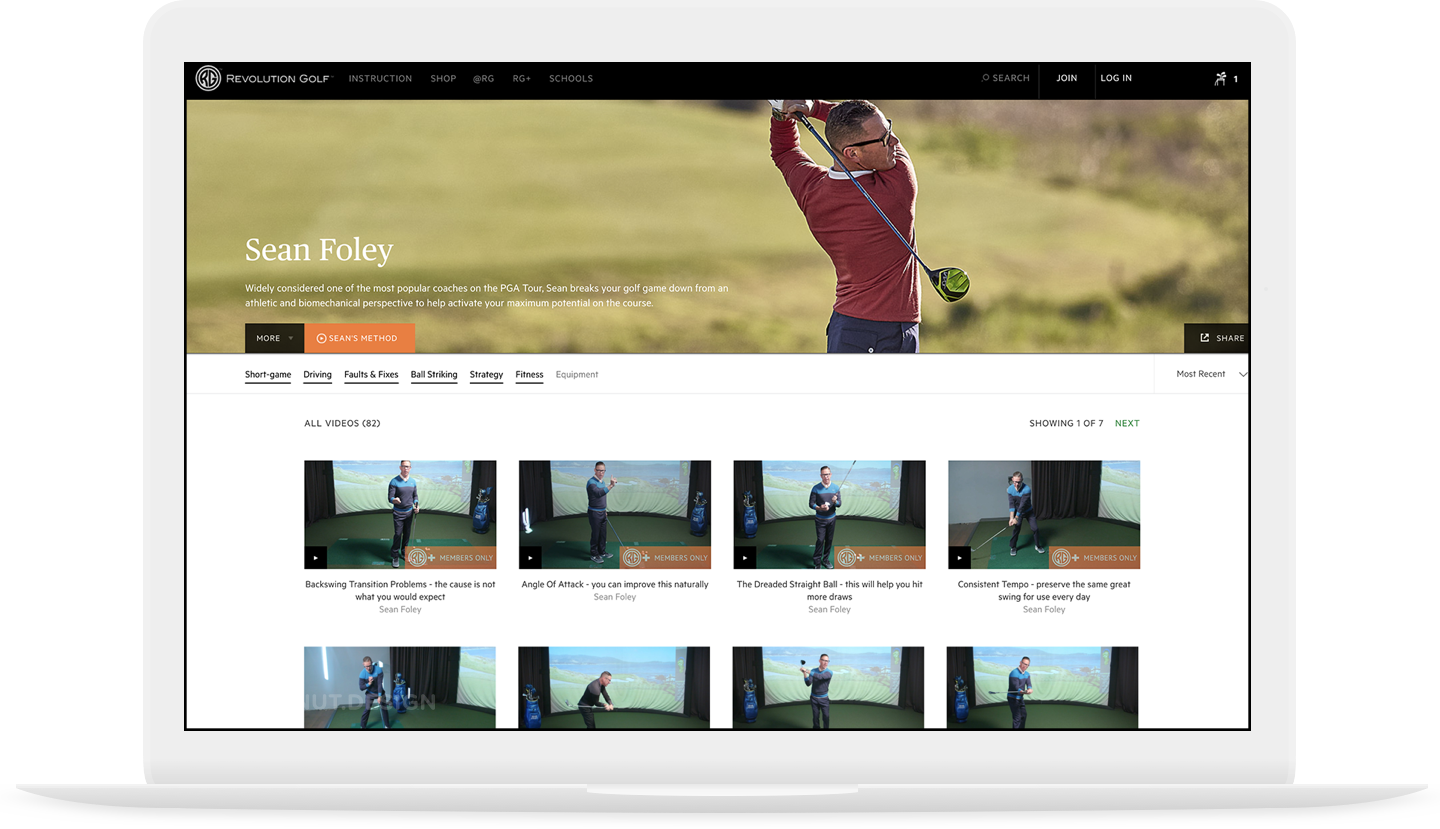 REVOLUTION GOLF INSTRUCTION SHOP @RG RG+ SCHOOLS SEARCH JOIN LOG IN 1
Sean Foley
Widely considered one of the most popular coaches on the PGA Tour, Sean breaks your golf game down from an
athletic and biomechanical perspective to help activate your maximum potential on the course.
MORE SEAN'S METHOD SHARE
Short-game Driving Faults & Fixes Ball Striking Strategy Fitness Equipment Most Recent
ALL VIDEOS (82) SHOWING 1 OF 7 NEXT
RG+ MEMBERS ONLY RG+ MEMBERS ONLY RG+ MEMBERS ONLY RG+ MEMBERS ONLY
Backswing Transition Problems - the cause is not
what you would expect
Sean Foley
Angle Of Attack - you can improve this naturally
Sean Foley
The Dreaded Straight Ball - this will help you hit
more draws
Sean Foley
Consistent Tempo - preserve the same great
swing for use every day
Sean Foley
UT.DESIGN